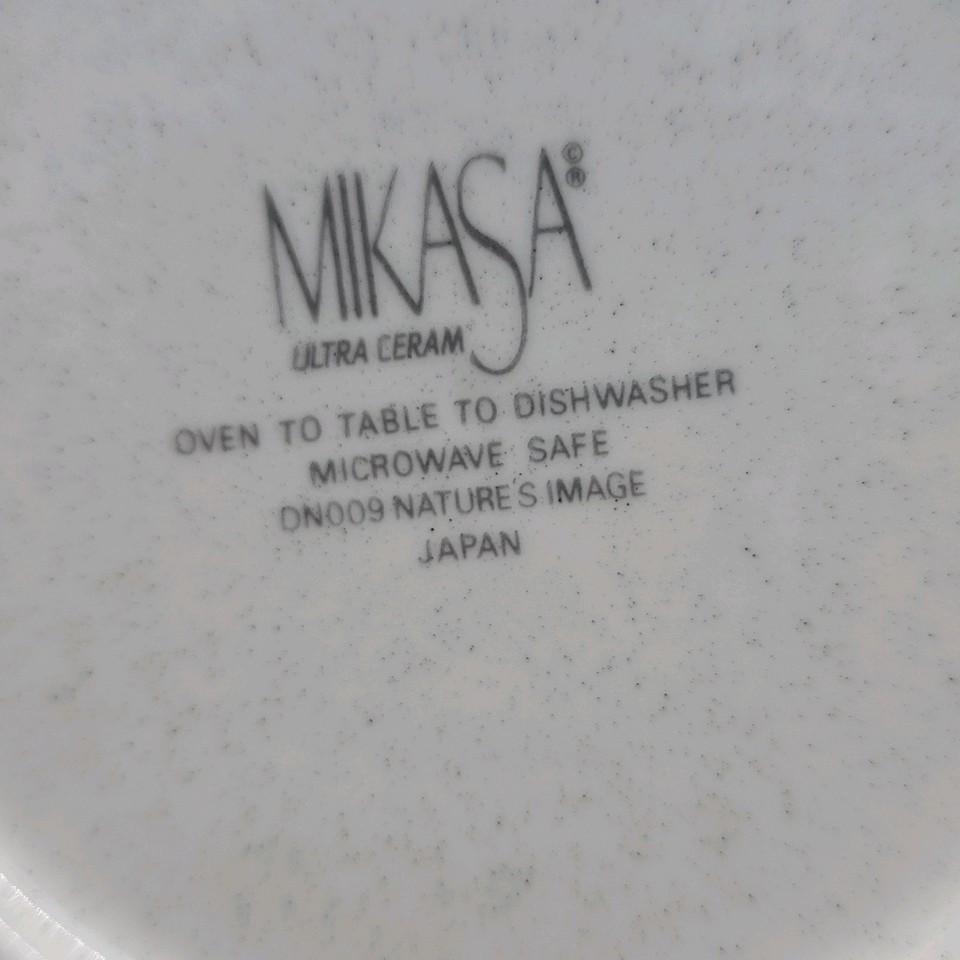 MIKASA ©®
ULTRA CERAM
OVEN TO TABLE TO DISHWASHER
MICROWAVE SAFE
DN009 NATURE'S IMAGE
JAPAN